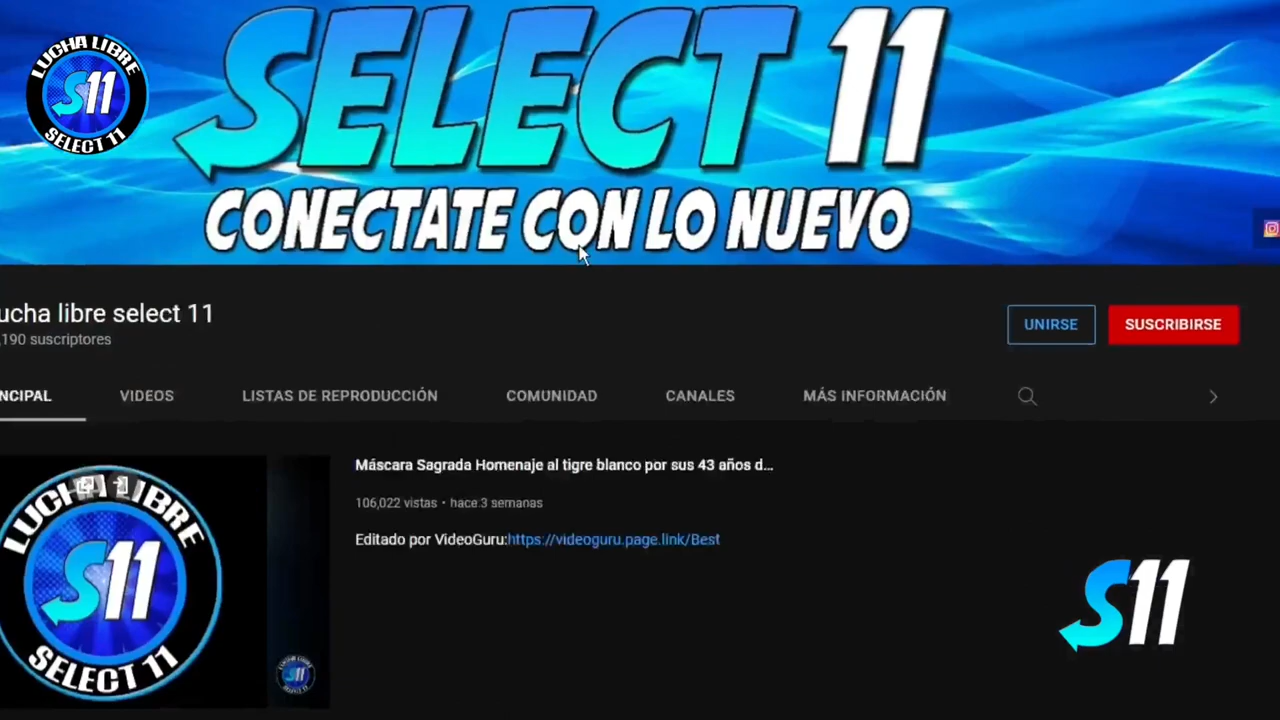 SELECT 11
LUCHA LIBRE
S11
SELECT 11
CONECTATE CON LO NUEVO
ucha libre select 11
,190 suscriptores
UNIRSE
SUSCRIBIRSE
NCIPAL
VIDEOS
LISTAS DE REPRODUCCIÓN
COMUNIDAD
CANALES
MÁS INFORMACIÓN
Máscara Sagrada Homenaje al tigre blanco por sus 43 años d...
106,022 vistas • hace 3 semanas
Editado por VideoGuru:https://videoguru.page.link/Best
LUCHA LIBRE
S11
SELECT 11
S11
S11